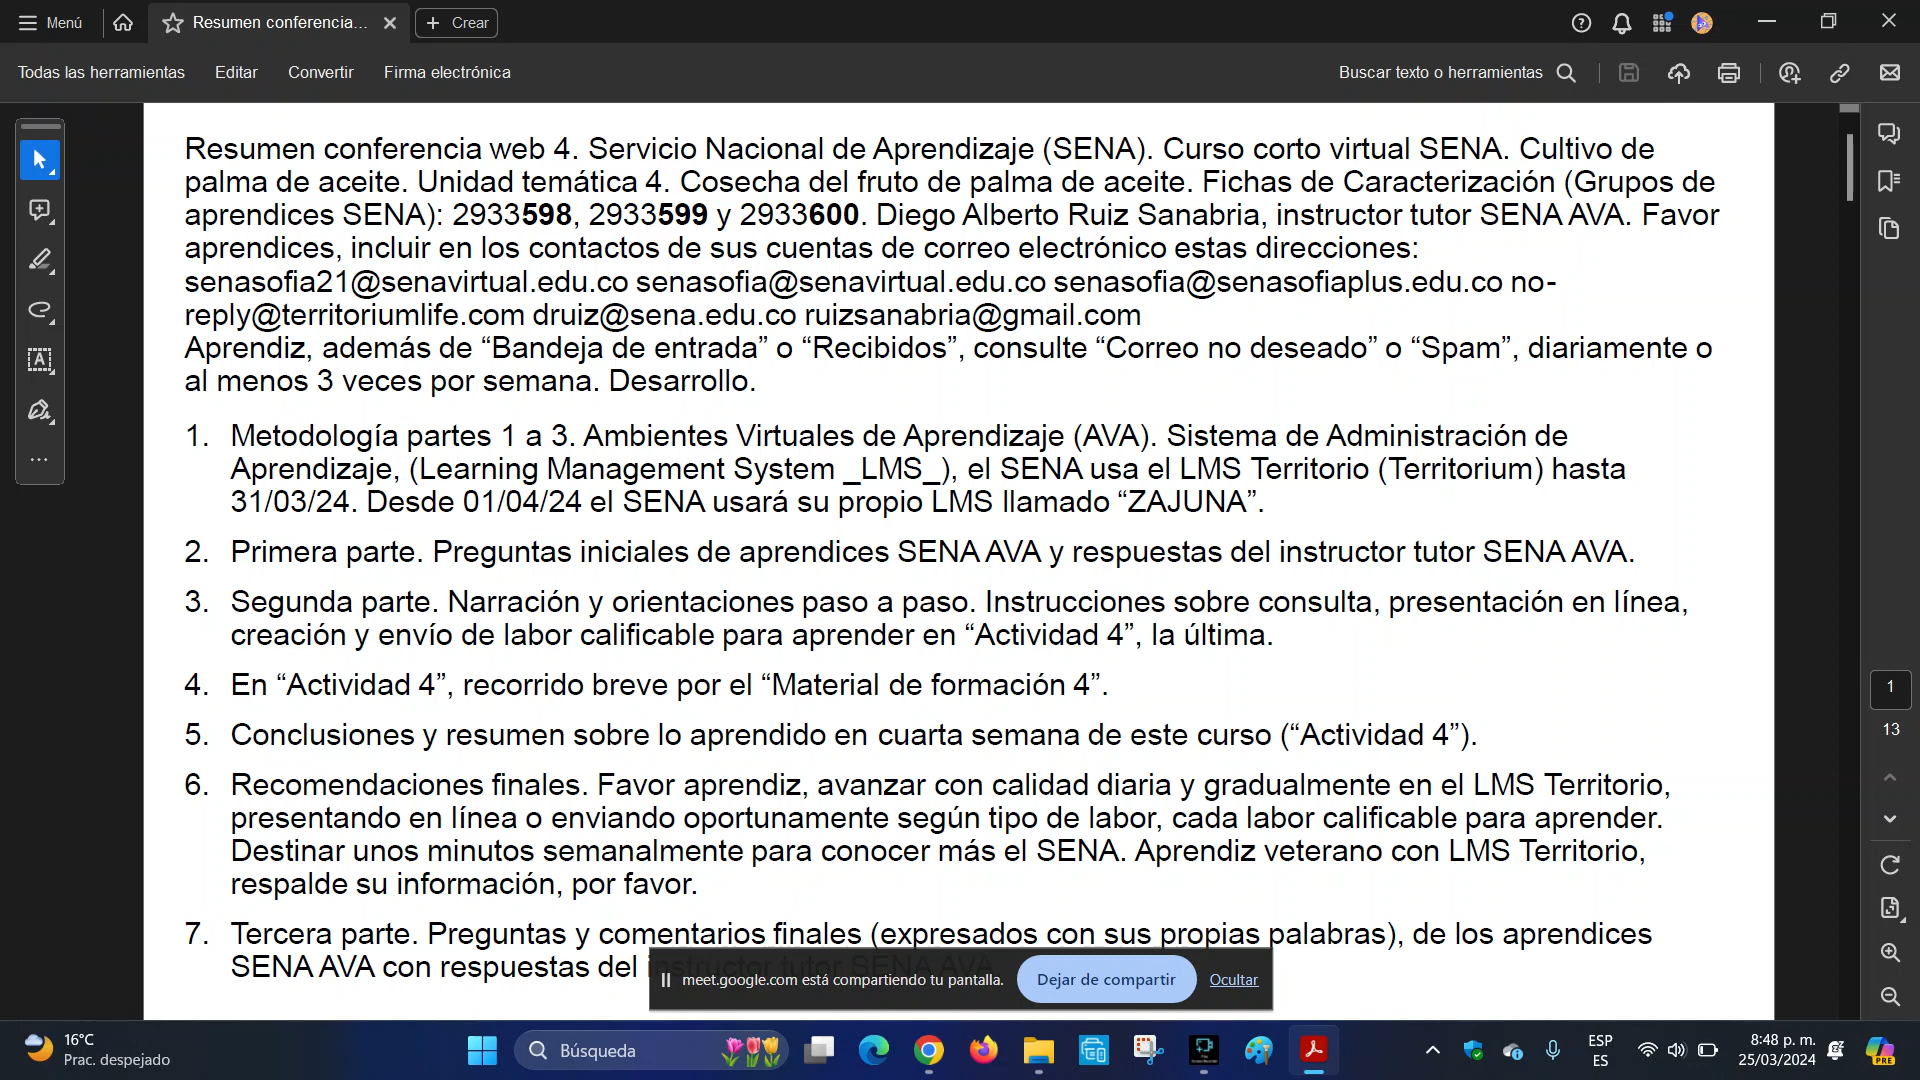 Menú
Resumen conferencia...
Crear
Todas las herramientas
Editar
Convertir
Firma electrónica
Buscar texto o herramientas
Resumen conferencia web 4. Servicio Nacional de Aprendizaje (SENA). Curso corto virtual SENA. Cultivo de
palma de aceite. Unidad temática 4. Cosecha del fruto de palma de aceite. Fichas de Caracterización (Grupos de
aprendices SENA): 2933598, 2933599 y 2933600. Diego Alberto Ruiz Sanabria, instructor tutor SENA AVA. Favor
aprendices, incluir en los contactos de sus cuentas de correo electrónico estas direcciones:
senasofia21@senavirtual.edu.co senasofia@senavirtual.edu.co senasofia@senasofiaplus.edu.co no-
reply@territoriumlife.com druiz@sena.edu.co ruizsanabria@gmail.com
Aprendiz, además de “Bandeja de entrada” o “Recibidos”, consulte “Correo no deseado” o “Spam”, diariamente o
al menos 3 veces por semana. Desarrollo.
1. Metodología partes 1 a 3. Ambientes Virtuales de Aprendizaje (AVA). Sistema de Administración de
Aprendizaje, (Learning Management System _LMS_), el SENA usa el LMS Territorio (Territorium) hasta
31/03/24. Desde 01/04/24 el SENA usará su propio LMS llamado “ZAJUNA”.
2. Primera parte. Preguntas iniciales de aprendices SENA AVA y respuestas del instructor tutor SENA AVA.
3. Segunda parte. Narración y orientaciones paso a paso. Instrucciones sobre consulta, presentación en línea,
creación y envío de labor calificable para aprender en “Actividad 4”, la última.
4. En “Actividad 4”, recorrido breve por el “Material de formación 4”.
5. Conclusiones y resumen sobre lo aprendido en cuarta semana de este curso (“Actividad 4”).
6. Recomendaciones finales. Favor aprendiz, avanzar con calidad diaria y gradualmente en el LMS Territorio,
presentando en línea o enviando oportunamente según tipo de labor, cada labor calificable para aprender.
Destinar unos minutos semanalmente para conocer más el SENA. Aprendiz veterano con LMS Territorio,
respalde su información, por favor.
7. Tercera parte. Preguntas y comentarios finales (expresados con sus propias palabras), de los aprendices
SENA AVA con respuestas del instructor tutor SENA AVA.
meet.google.com está compartiendo tu pantalla.
Dejar de compartir
Ocultar
1
13
16°C
Prac. despejado
Búsqueda
ESP
ES
8:48 p. m.
25/03/2024
PRE